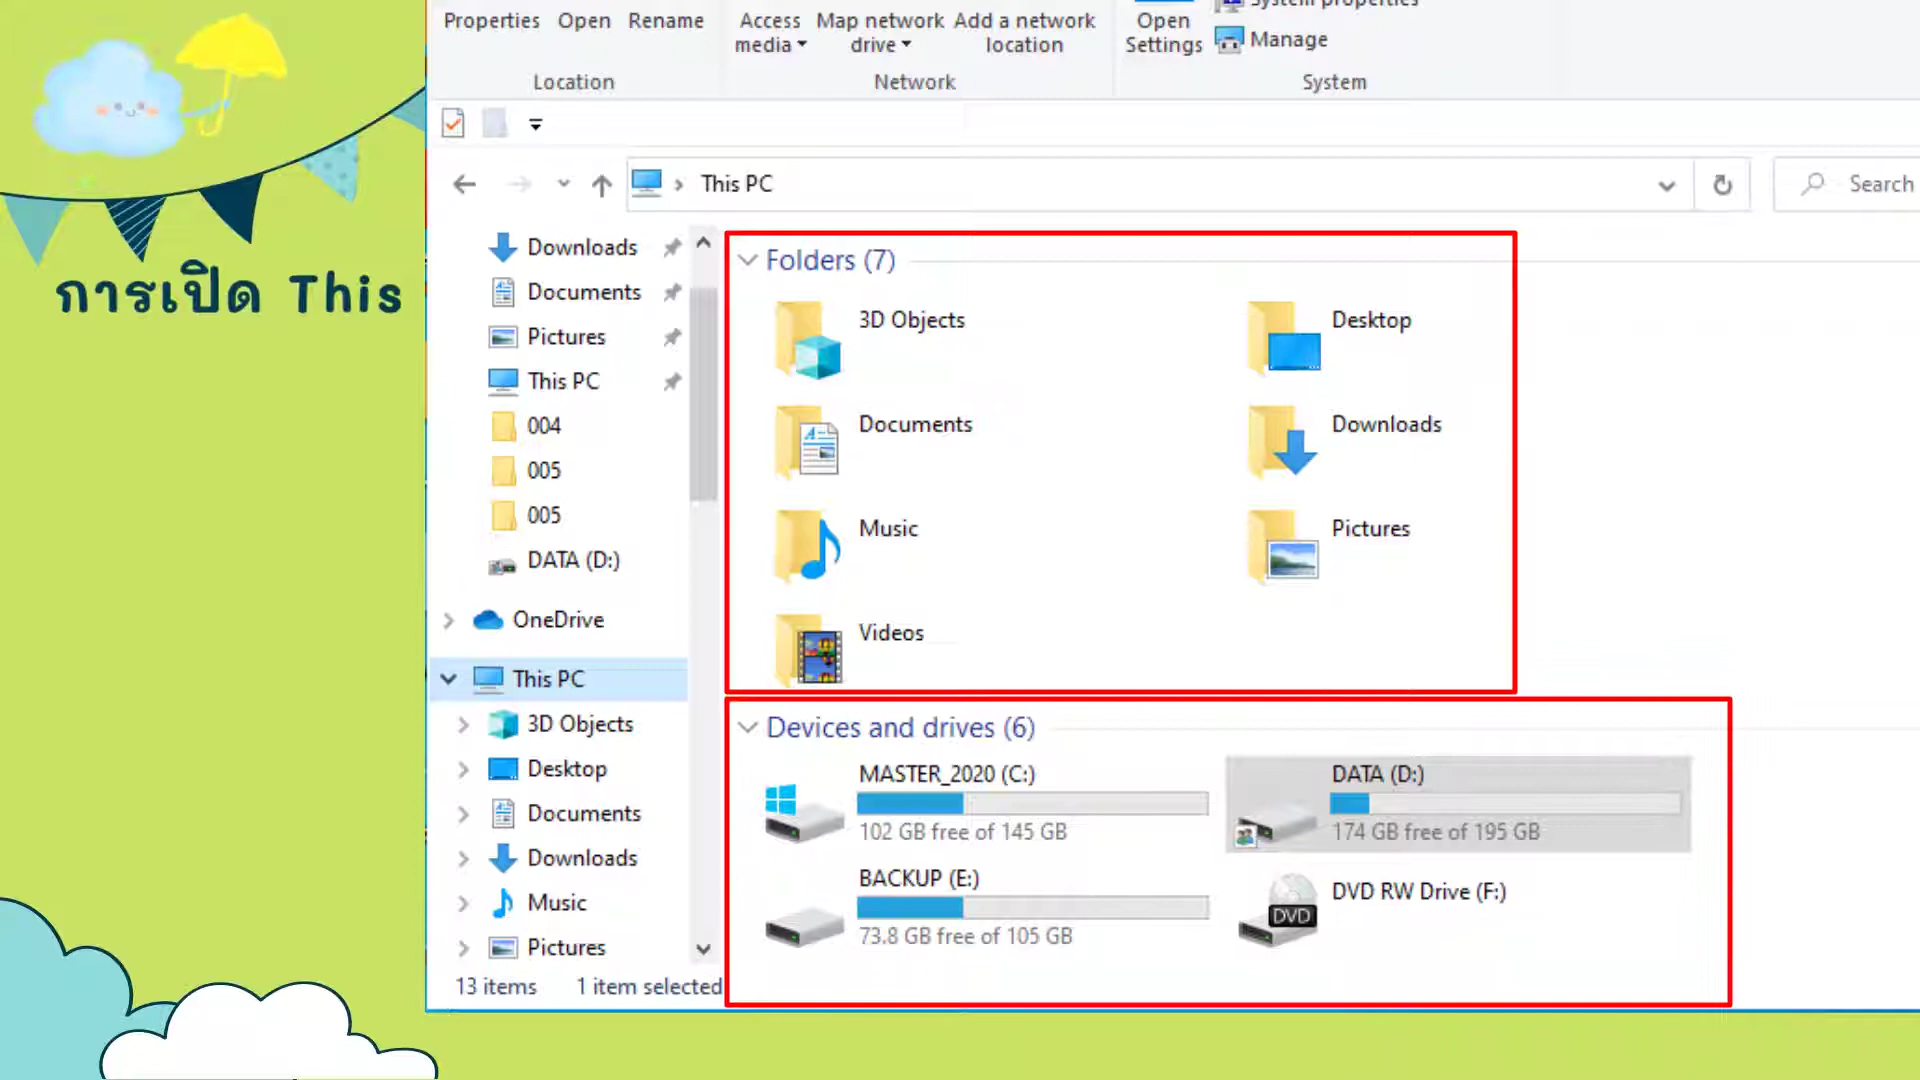 System properties
Properties Open Rename
Access media
Map network drive
Add a network location
Open Settings
Manage
Location
Network
System
This PC
Search
การเปิด This
Downloads
Documents
Pictures
This PC
004
005
005
DATA (D:)
OneDrive
This PC
3D Objects
Desktop
Documents
Downloads
Music
Pictures
13 items 1 item selected
Folders (7)
3D Objects
Desktop
Documents
Downloads
Music
Pictures
Videos
Devices and drives (6)
MASTER_2020 (C:)
102 GB free of 145 GB
DATA (D:)
174 GB free of 195 GB
BACKUP (E:)
73.8 GB free of 105 GB
DVD RW Drive (F:)
DVD